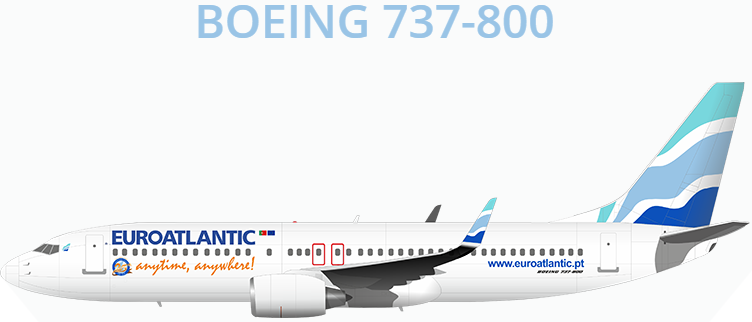 BOEING 737-800
EUROATLANTIC
anytime, anywhere!
www.euroatlantic.pt
BOEING 737-800